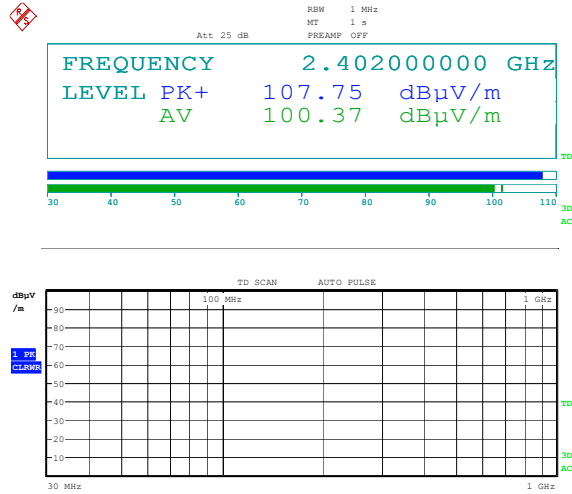 R S
RBW 1 MHz
MT 1 s
Att 25 dB PREAMP OFF
FREQUENCY 2.402000000 GHz
LEVEL PK+ 107.75 dBµV/m
AV 100.37 dBµV/m
TD
30 40 50 60 70 80 90 100 110
3D
AC
TD SCAN AUTO PULSE
dBµV
/m
100 MHz 1 GHz
90
80
70
1 PK
CLRWR
60
50
40
TD
30
20
10
3D
AC
30 MHz 1 GHz